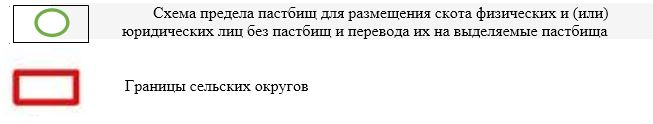 Схема предела пастбищ для размещения скота физических и (или)
юридических лиц без пастбищ и перевода их на выделяемые пастбища
Границы сельских округов